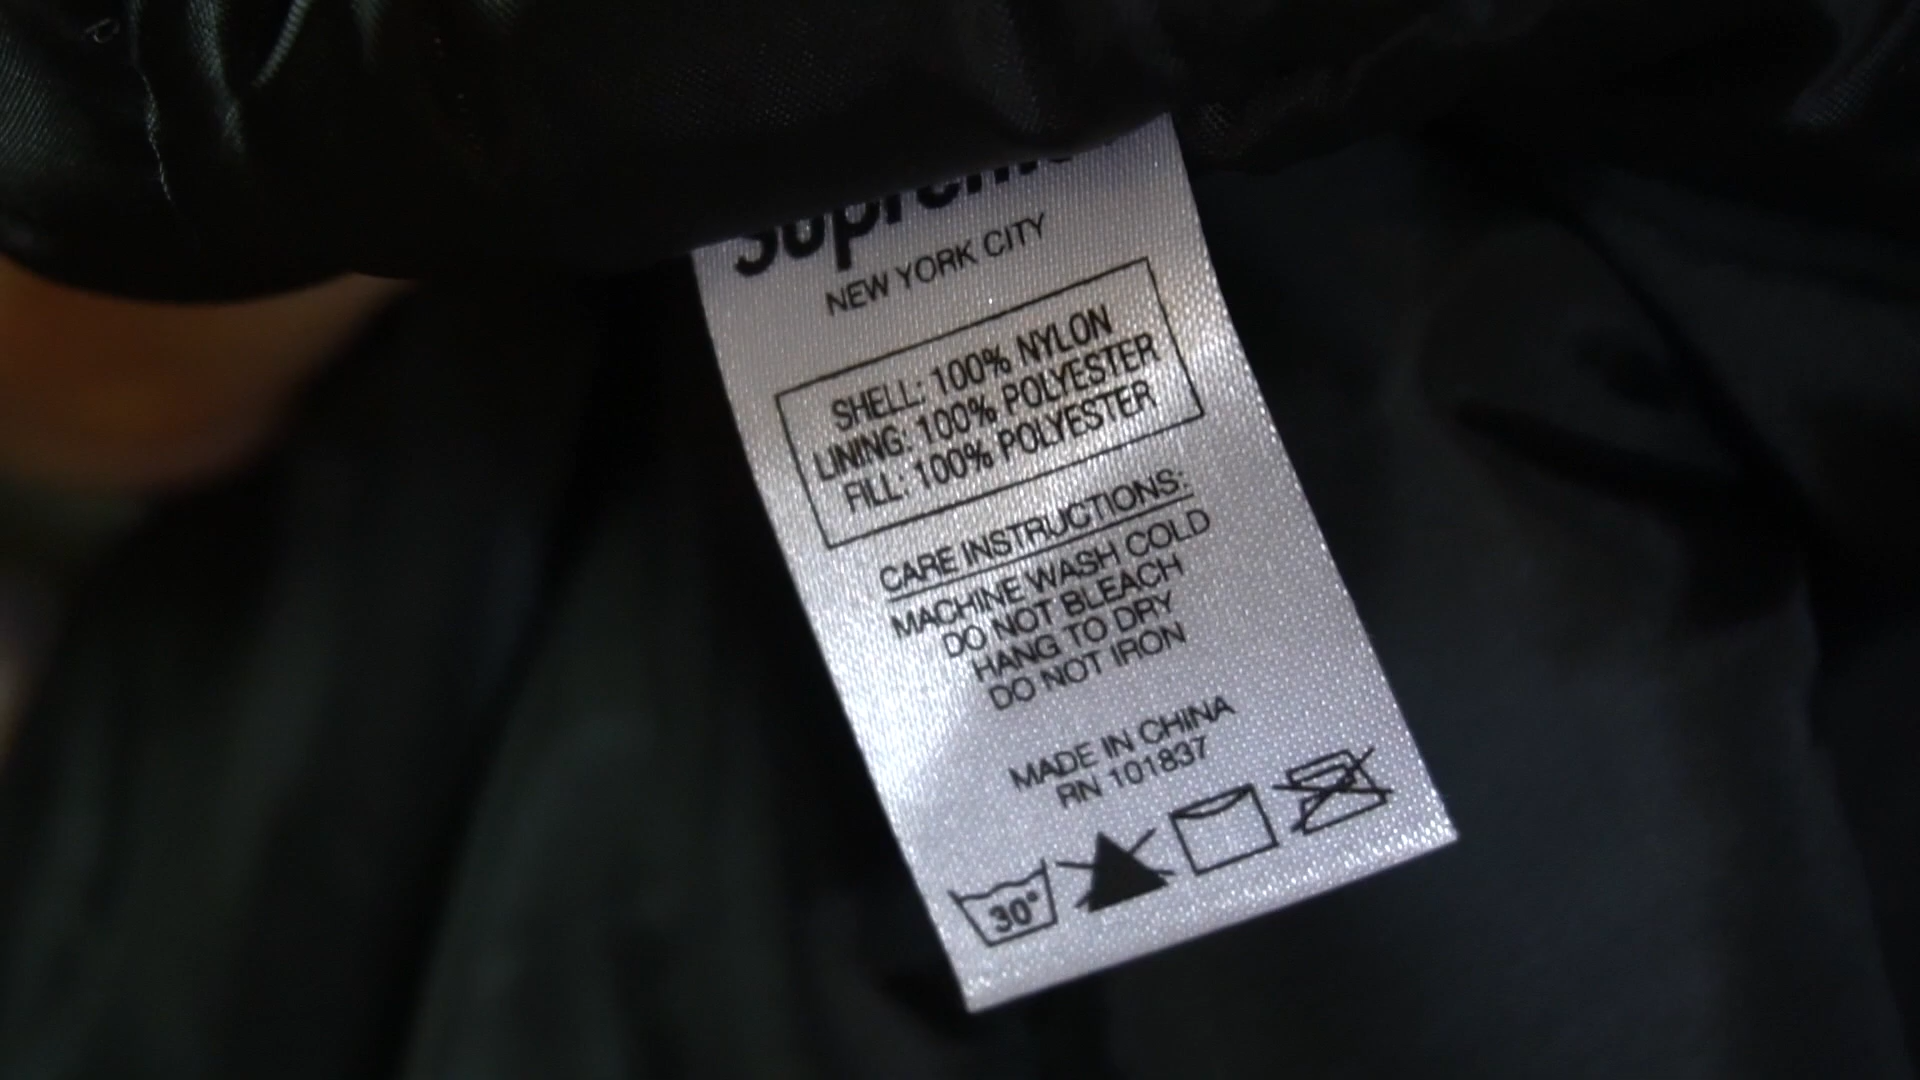 Supreme
NEW YORK CITY
SHELL: 100% NYLON
LINING: 100% POLYESTER
FILL: 100% POLYESTER
CARE INSTRUCTIONS:
MACHINE WASH COLD
DO NOT BLEACH
HANG TO DRY
DO NOT IRON
MADE IN CHINA
RN 101837
30°